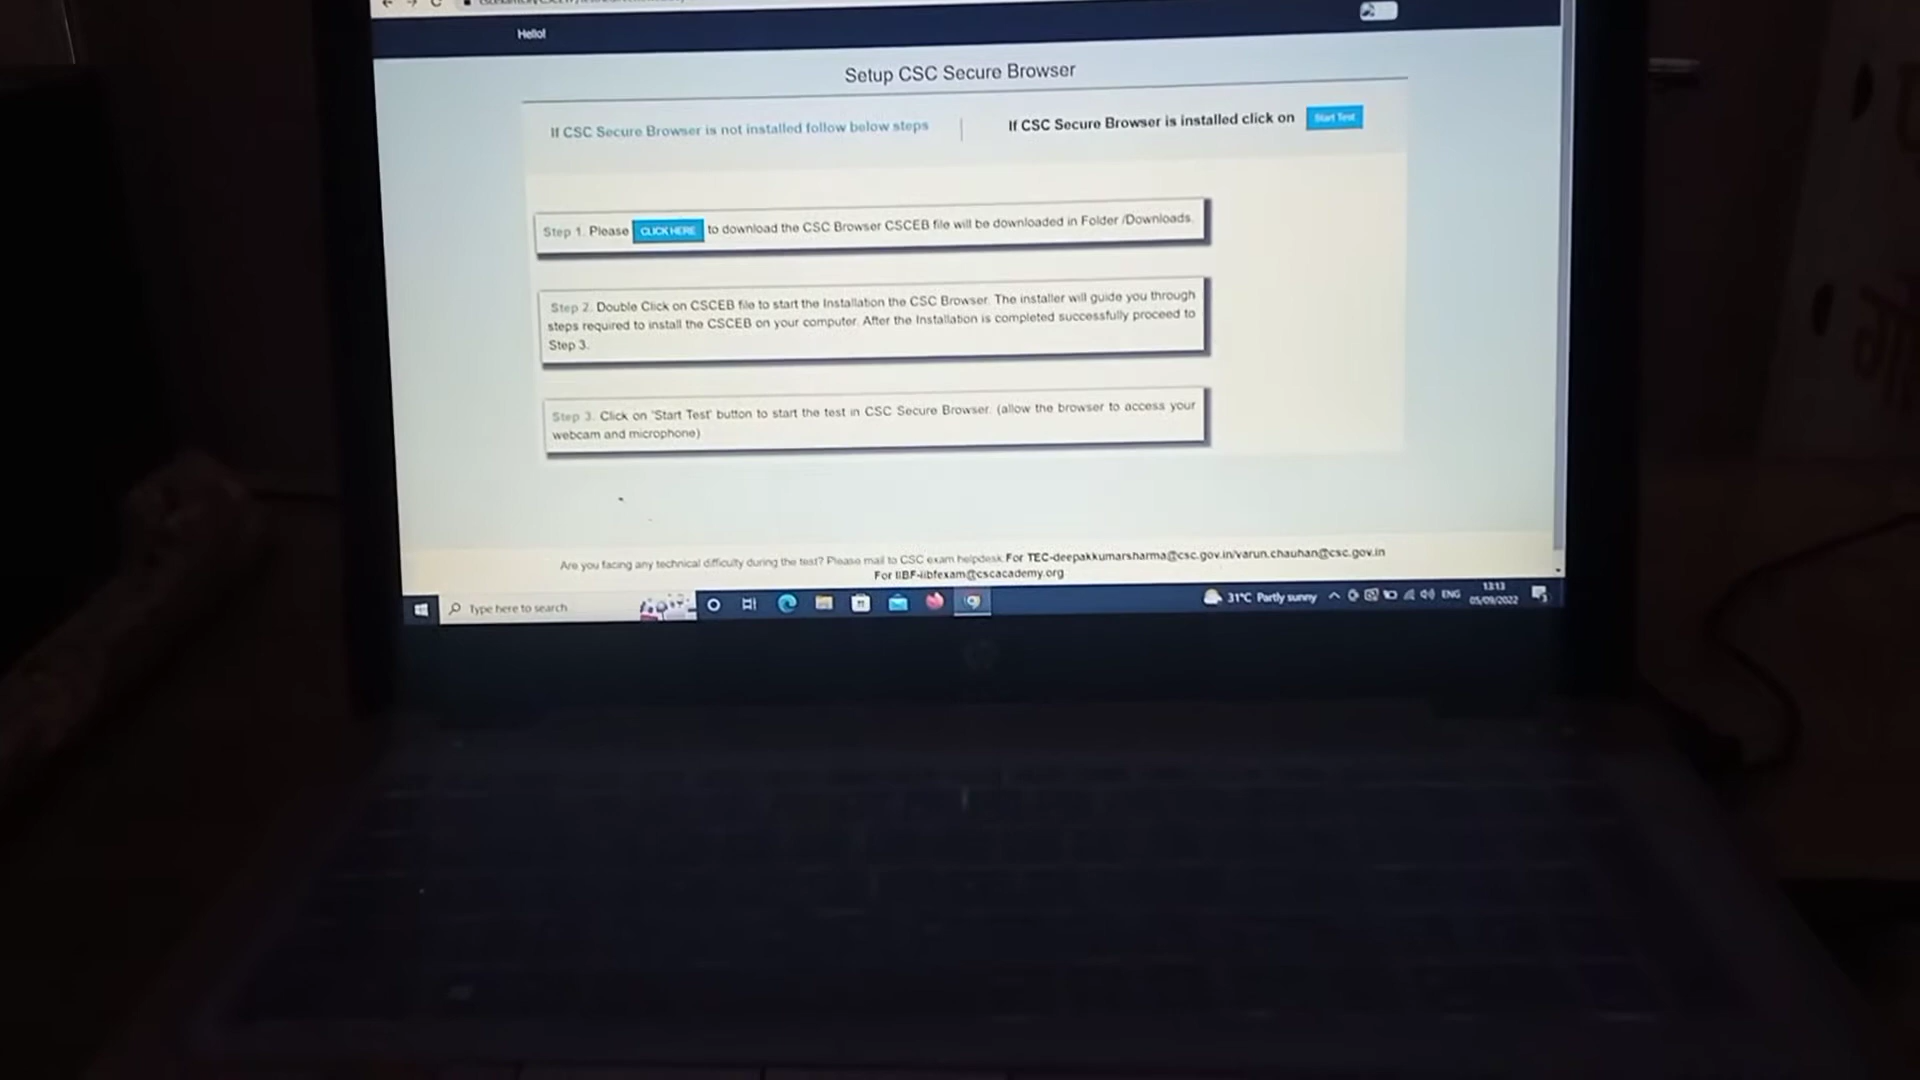 Hello!
Setup CSC Secure Browser
If CSC Secure Browser is not installed follow below steps
If CSC Secure Browser is installed click on Start Test
Step 1. Please CLICK HERE to download the CSC Browser CSCEB file will be downloaded in Folder /Downloads.
Step 2. Double Click on CSCEB file to start the Installation the CSC Browser. The installer will guide you through
steps required to install the CSCEB on your computer. After the Installation is completed successfully proceed to
Step 3.
Step 3. Click on 'Start Test' button to start the test in CSC Secure Browser. (allow the browser to access your
webcam and microphone)
Are you facing any technical difficulty during the test? Please mail to CSC exam helpdesk. For TEC-deepakkumarsharma@csc.gov.in/varun.chauhan@csc.gov.in
For IIBF-iibfexam@cscacademy.org
Type here to search
31°C Partly sunny
ENG
13:13
05/09/2022